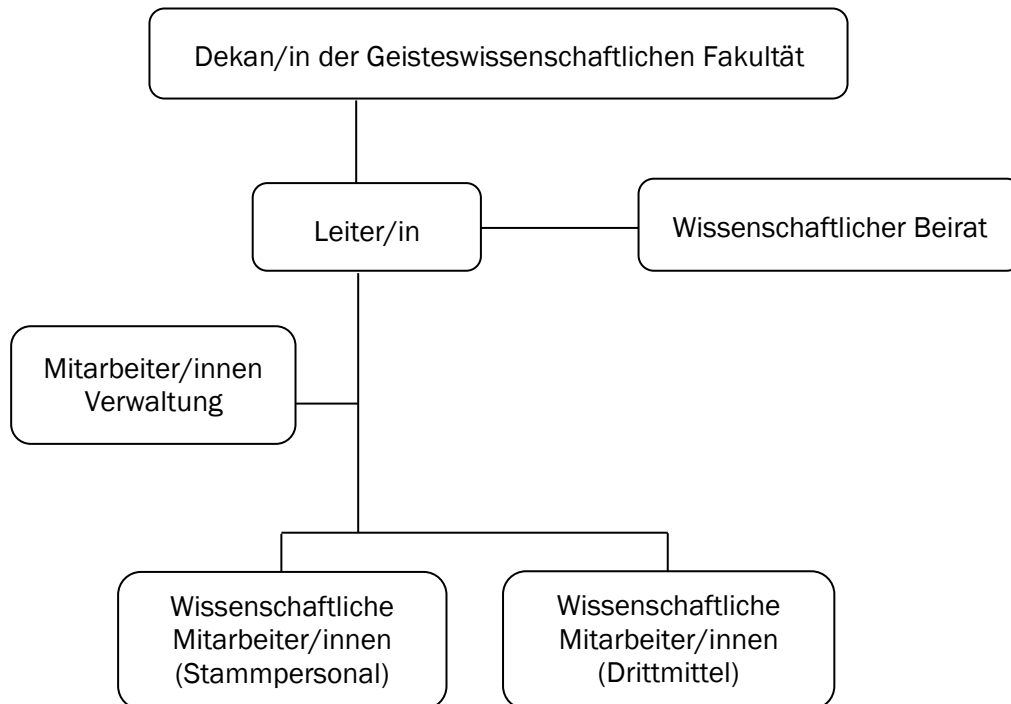 Dekan/in der Geisteswissenschaftlichen Fakultät
Leiter/in
Wissenschaftlicher Beirat
Mitarbeiter/innen
Verwaltung
Wissenschaftliche
Mitarbeiter/innen
(Stammpersonal)
Wissenschaftliche
Mitarbeiter/innen
(Drittmittel)